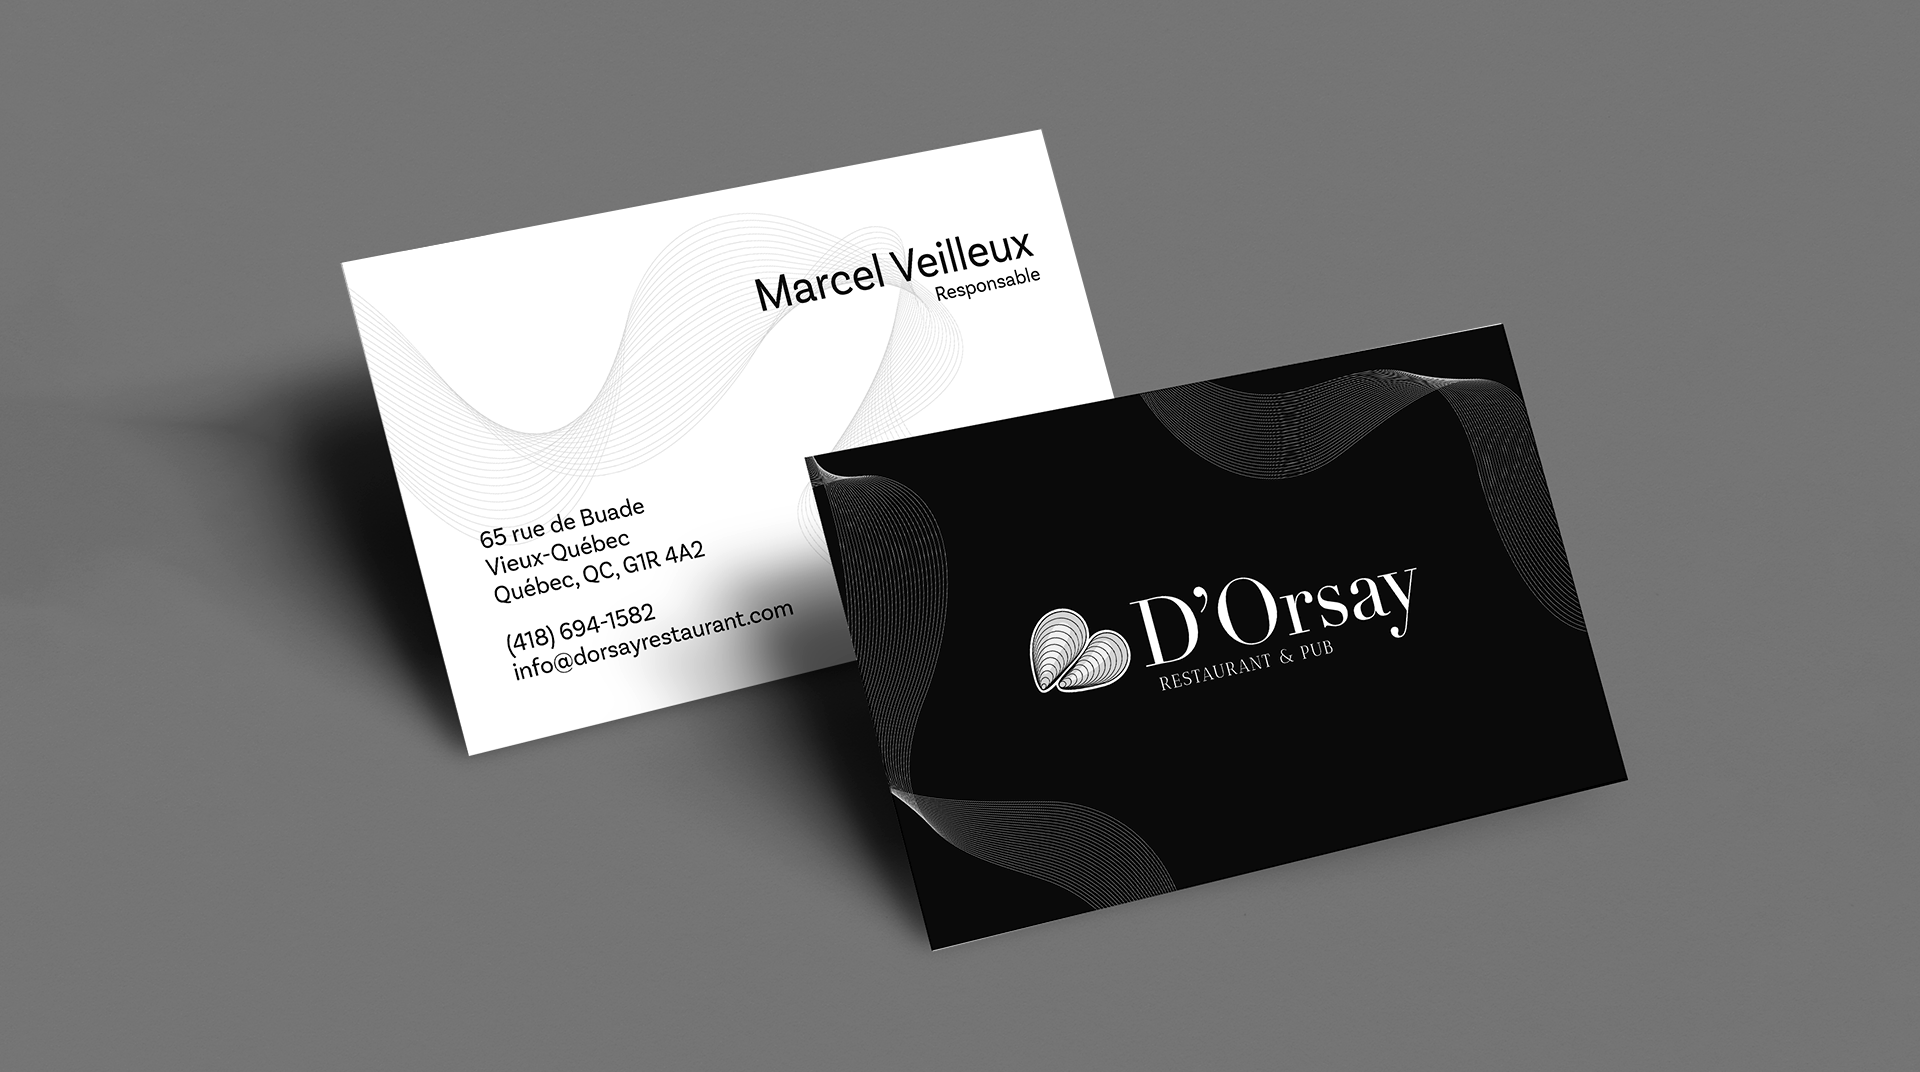 Marcel Veilleux
Responsable
65 rue de Buade
Vieux-Québec
Québec, QC, G1R 4A2
(418) 694-1582
info@dorsayrestaurant.com
D’Orsay
RESTAURANT & PUB